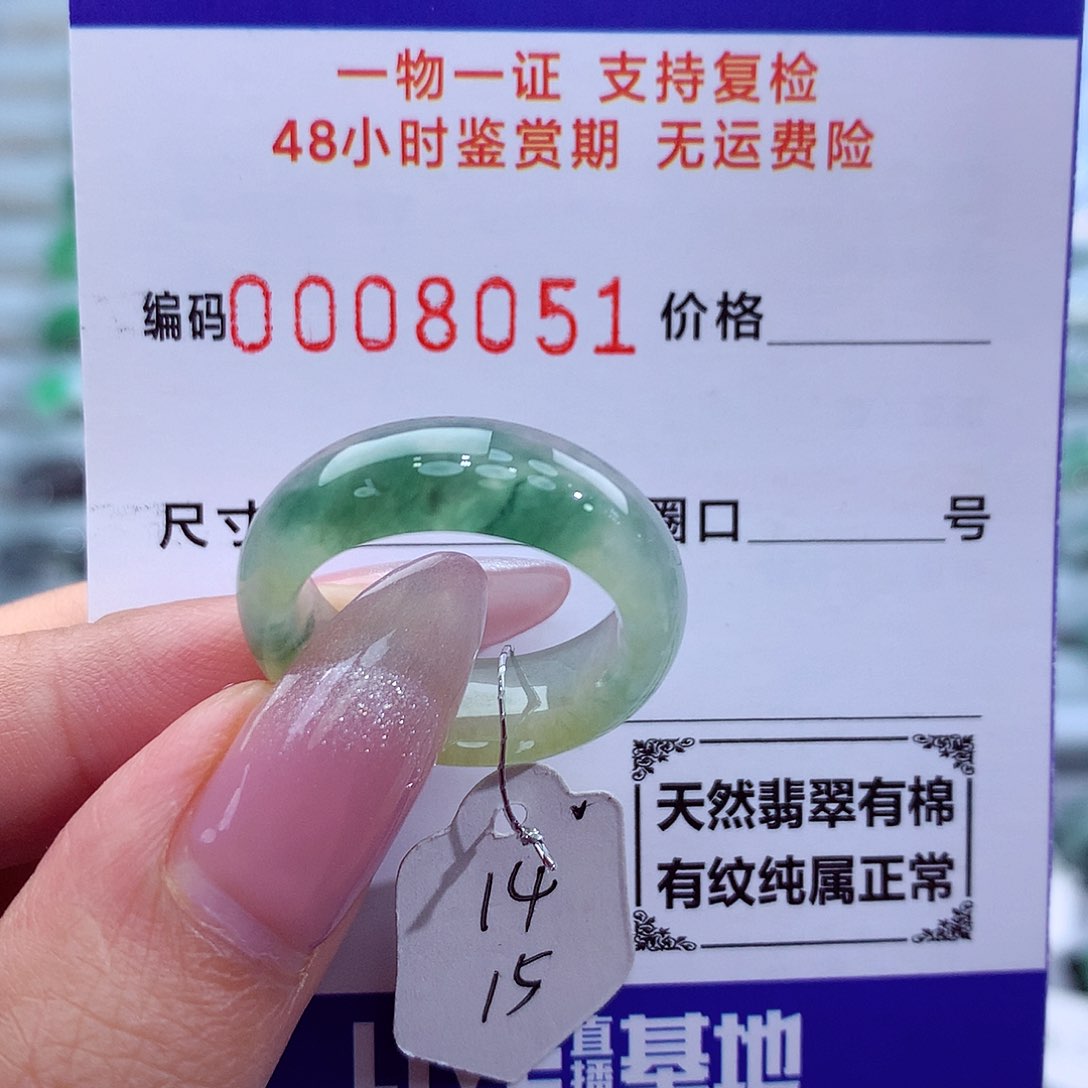 一物一证 支持复检
48小时鉴赏期 无运费险
编码0008051 价格
尺寸 圈口 号
天然翡翠有棉
有纹纯属正常
14
15
直播基地